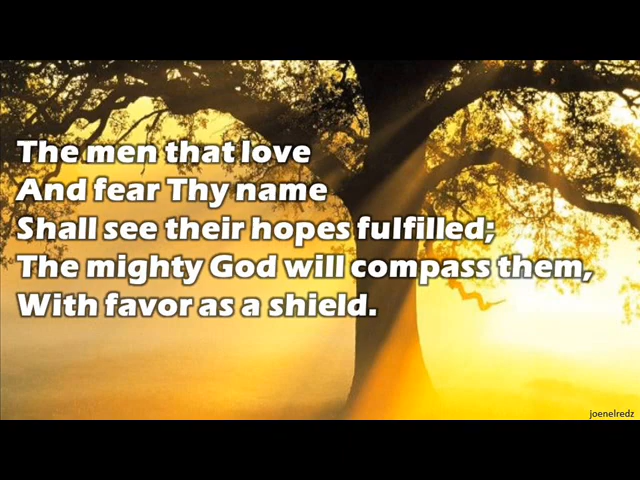 The men that love
And fear Thy name
Shall see their hopes fulfilled;
The mighty God will compass them,
With favor as a shield.
joenelredz